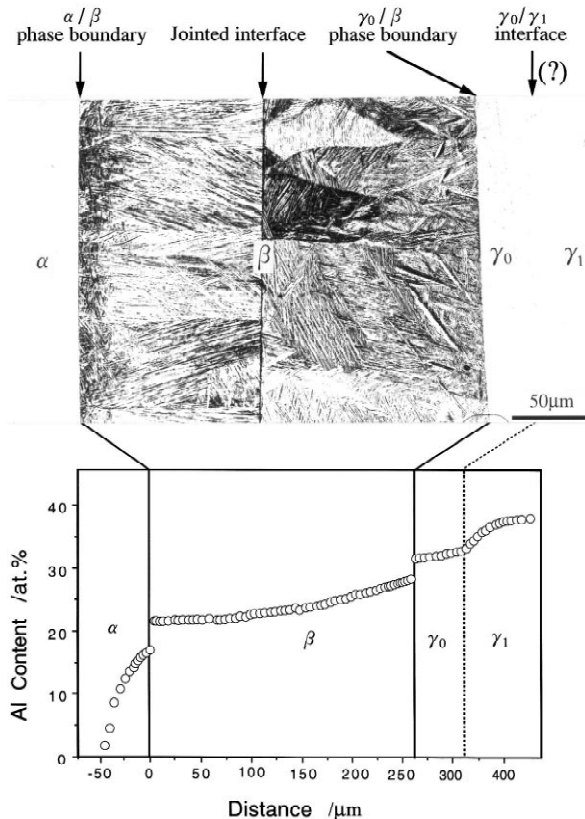 α / β
phase boundary
Jointed interface
γ0 / β
phase boundary
γ0 / γ1
interface
(?)
α
β
γ0
γ1
50μm
Al Content /at.%
40
30
20
10
0
α
β
γ0
γ1
-50
0
50
100
150
200
250
300
350
400
Distance /μm